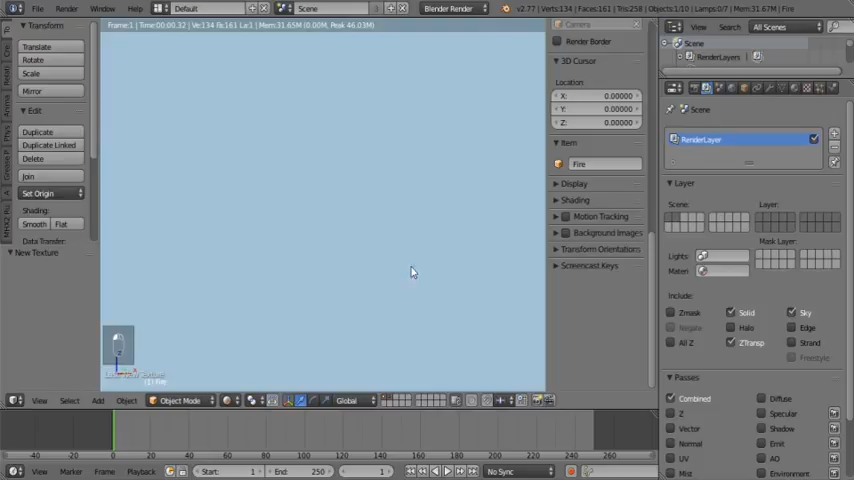 File Render Window Help Default Scene Blender Render v2.77 | Verts:134 | Faces:161 | Tris:258 | Objects:1/10 | Lamps:0/7 | Mem:31.67M | Fire
View Search All Scenes
Scene
RenderLayers
Scene
RenderLayer
Layer
Scene: Layer:
Mask Layer:
Lights:
Materi
Include:
Zmask Solid Sky
Negate Halo Edge
All Z ZTransp Strand
Freestyle
Passes
Combined Diffuse
Z Specular
Vector Shadow
Normal Emit
UV AO
Mist Environment
Transform
Translate
Rotate
Scale
Mirror
Edit
Duplicate
Duplicate Linked
Delete
Join
Set Origin
Shading:
Smooth Flat
Data Transfer:
New Texture
Frame:1 | Time:00:00.32 | Ve:134 Fa:161 La:1 | Mem:31.65M (0.00M, Peak 46.03M)
Z
(1) Fire
Camera
Render Border
3D Cursor
Location
X: 0.00000
Y: 0.00000
Z: 0.00000
Item
Fire
Display
Shading
Motion Tracking
Background Images
Transform Orientations
Screencast Keys
View Select Add Object Object Mode Global
-40 -20 0 20 40 60 80 100 120 140 160 180 200 220 240 260
View Marker Frame Playback Start: 1 End: 250 1 No Sync